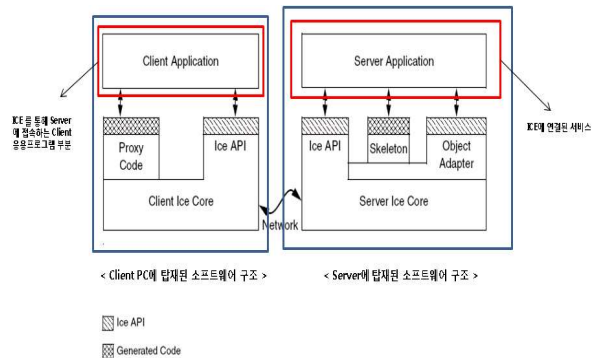 Client Application
Server Application
ICE 를 통해 Server
에 접속하는 Client
응용프로그램 부분
ICE에 연결된 서비스
Proxy
Code
Ice API
Ice API
Skeleton
Object
Adapter
Client Ice Core
Server Ice Core
Network
< Client PC에 탑재된 소프트웨어 구조 >
< Server에 탑재된 소프트웨어 구조 >
Ice API
Generated Code